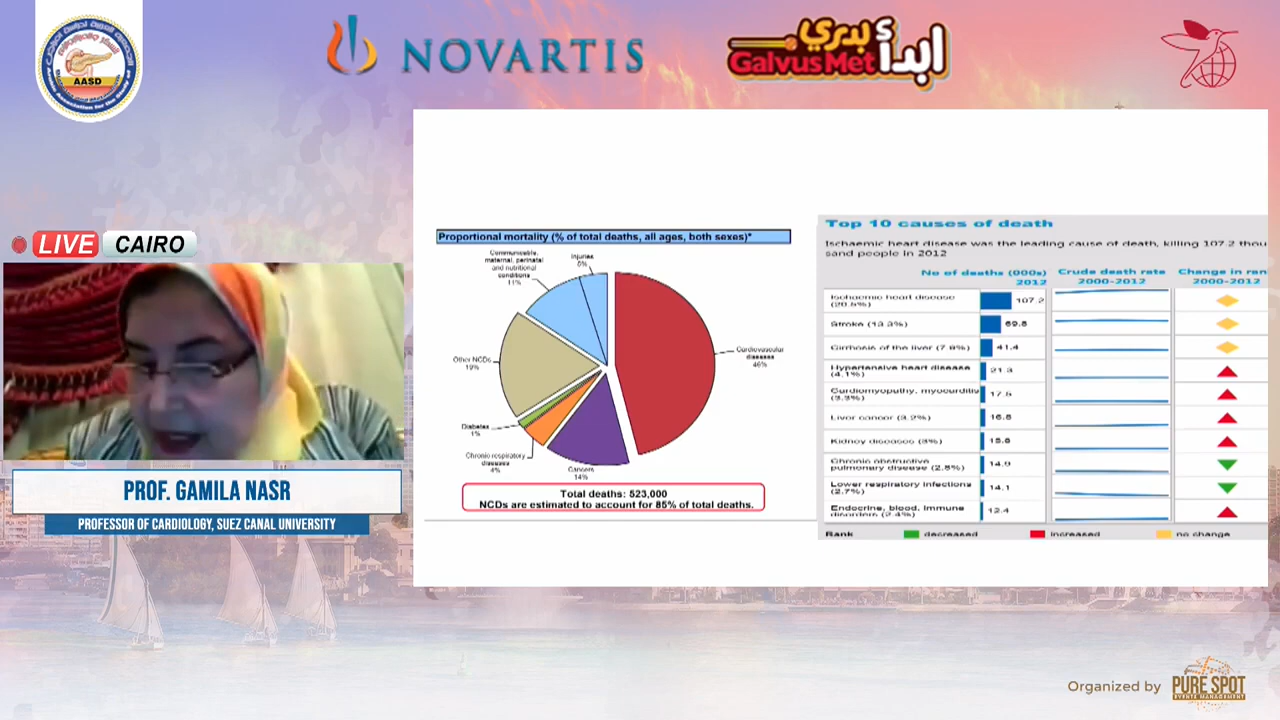 AASD
NOVARTIS
ابدأ بدري
GalvusMet
LIVE
CAIRO
PROF. GAMILA NASR
PROFESSOR OF CARDIOLOGY, SUEZ CANAL UNIVERSITY
Proportional mortality (% of total deaths, all ages, both sexes)*
Communicable,
maternal, perinatal
and nutritional
conditions
11%
Injuries
5%
Cardiovascular
diseases
46%
Other NCDs
19%
Diabetes
1%
Chronic respiratory
diseases
4%
Cancers
14%
Total deaths: 523,000
NCDs are estimated to account for 85% of total deaths.
Top 10 causes of death
Ischaemic heart disease was the leading cause of death, killing 107.2 thou
sand people in 2012
No of deaths (000s)
2012
Crude death rate
2000-2012
Change in ran
2000-2012
Ischaemic heart disease
(20.5%)
107.2
Stroke (13.3%)
69.8
Cirrhosis of the liver (7.9%)
41.4
Hypertensive heart disease
(4.1%)
21.3
Cardiomyopathy, myocarditis
(3.3%)
17.5
Liver cancer (3.2%)
16.8
Kidney diseases (3%)
15.6
Chronic obstructive
pulmonary disease (2.8%)
14.9
Lower respiratory infections
(2.7%)
14.1
Endocrine, blood, immune
disorders (2.4%)
12.4
Rank
decreased
increased
no change
Organized by
PURE SPOT
EVENTS MANAGEMENT